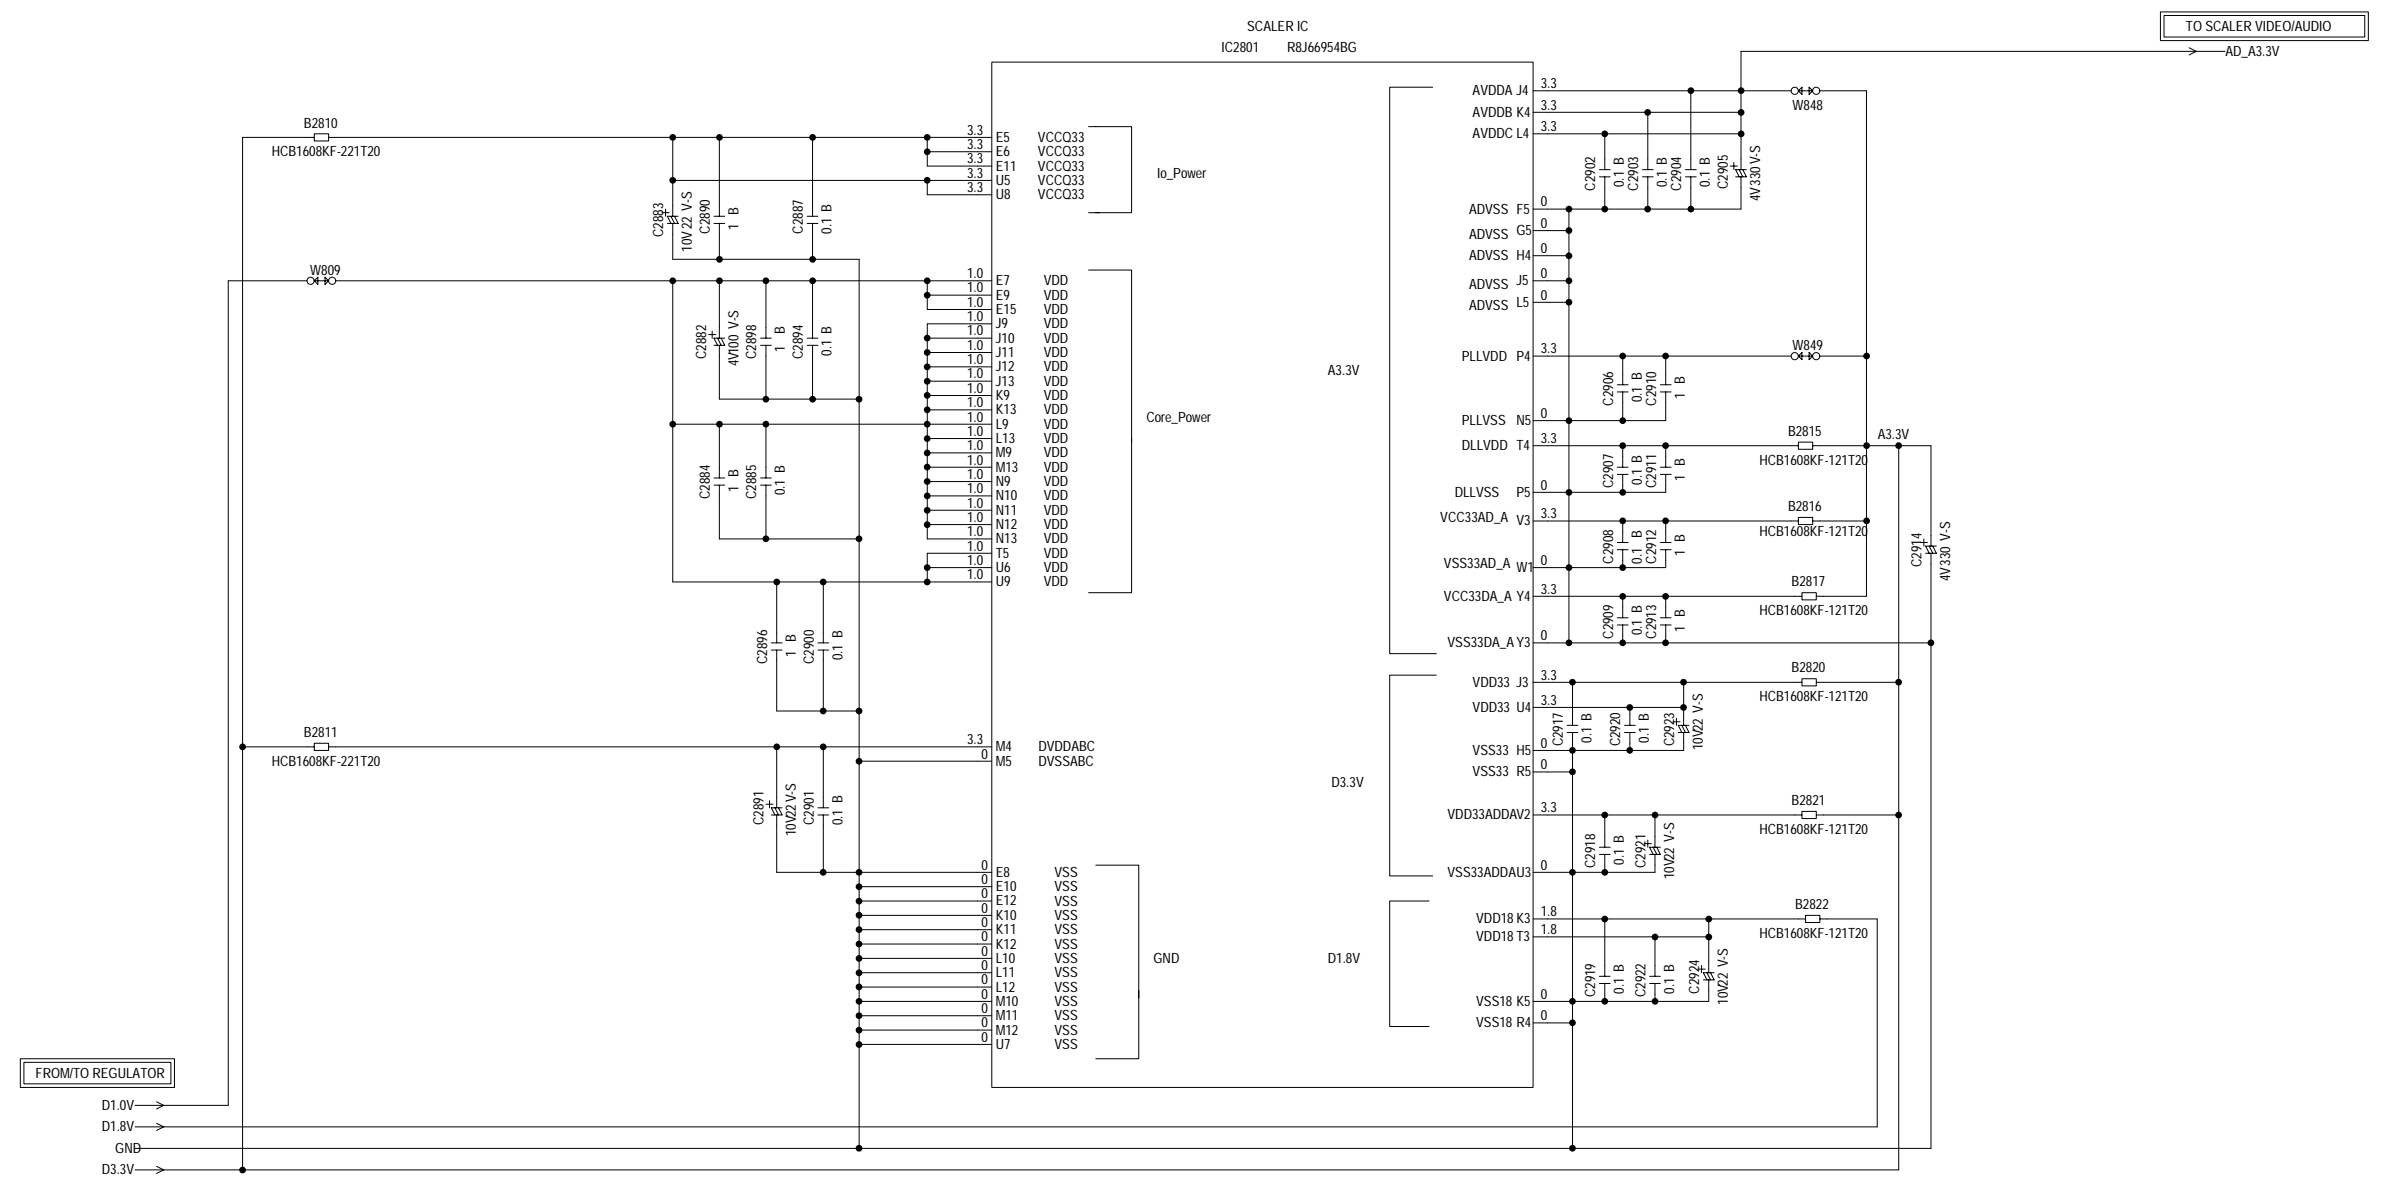 SCALER IC
IC2801 R8J66954BG
TO SCALER VIDEO/AUDIO
AD_A3.3V
B2810
HCB1608KF-221T20
3.3 E5 VCCQ33
3.3 E6 VCCQ33
3.3 E11 VCCQ33
3.3 U5 VCCQ33
3.3 U8 VCCQ33
Io_Power
C2883
10V 22 V-S
C2890
1 B
C2887
0.1 B
W809
1.0 E7 VDD
1.0 E9 VDD
1.0 E15 VDD
1.0 J9 VDD
1.0 J10 VDD
1.0 J11 VDD
1.0 J12 VDD
1.0 J13 VDD
1.0 K9 VDD
1.0 K13 VDD
1.0 L9 VDD
1.0 L13 VDD
1.0 M9 VDD
1.0 M13 VDD
1.0 N9 VDD
1.0 N10 VDD
1.0 N11 VDD
1.0 N12 VDD
1.0 N13 VDD
1.0 T5 VDD
1.0 U6 VDD
1.0 U9 VDD
Core_Power
C2882
4V100 V-S
C2898
1 B
C2894
0.1 B
C2884
1 B
C2885
0.1 B
C2896
1 B
C2900
0.1 B
B2811
HCB1608KF-221T20
3.3 M4 DVDDABC
0 M5 DVSSABC
C2891
10V22 V-S
C2901
0.1 B
0 E8 VSS
0 E10 VSS
0 E12 VSS
0 K10 VSS
0 K11 VSS
0 K12 VSS
0 L10 VSS
0 L11 VSS
0 L12 VSS
0 M10 VSS
0 M11 VSS
0 M12 VSS
0 U7 VSS
GND
A3.3V
AVDDA J4 3.3
AVDDB K4 3.3
AVDDC L4 3.3
W848
C2902
0.1 B
C2903
0.1 B
C2904
0.1 B
C2905
4V330 V-S
ADVSS F5 0
ADVSS G5 0
ADVSS H4 0
ADVSS J5 0
ADVSS L5 0
PLLVDD P4 3.3
W849
C2906
0.1 B
C2910
1 B
PLLVSS N5 0
DLLVDD T4 3.3
B2815
HCB1608KF-121T20
A3.3V
C2907
0.1 B
C2911
1 B
DLLVSS P5 0
VCC33AD_A V3 3.3
B2816
HCB1608KF-121T20
C2908
0.1 B
C2912
1 B
VSS33AD_A W1 0
C2914
4V330 V-S
VCC33DA_A Y4 3.3
B2817
HCB1608KF-121T20
C2909
0.1 B
C2913
1 B
VSS33DA_A Y3 0
D3.3V
VDD33 J3 3.3
VDD33 U4 3.3
B2820
HCB1608KF-121T20
C2917
0.1 B
C2920
0.1 B
C2923
10V22 V-S
VSS33 H5 0
VSS33 R5 0
VDD33ADDAV2 3.3
B2821
HCB1608KF-121T20
C2918
0.1 B
C2921
10V22 V-S
VSS33ADDAU3 0
D1.8V
VDD18 K3 1.8
VDD18 T3 1.8
B2822
HCB1608KF-121T20
C2919
0.1 B
C2922
0.1 B
C2924
10V22 V-S
VSS18 K5 0
VSS18 R4 0
FROM/TO REGULATOR
D1.0V
D1.8V
GND
D3.3V